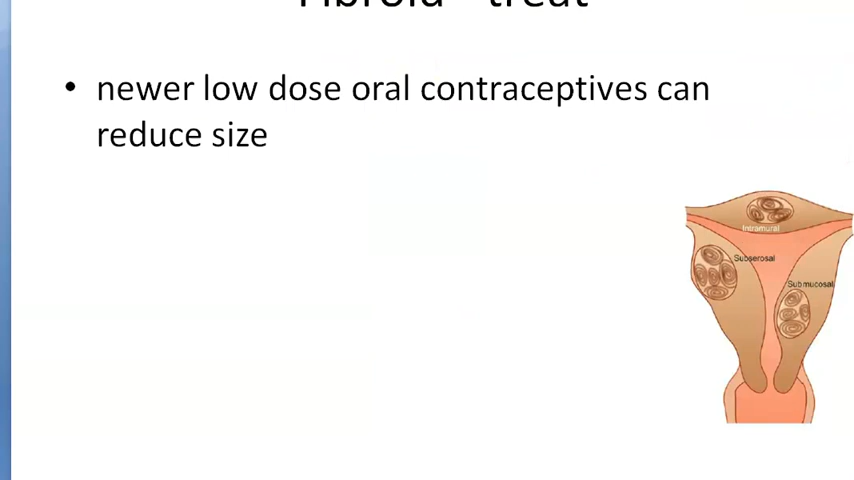 Fibroid - treat
• newer low dose oral contraceptives can
reduce size
Intramural
Subserosal
Submucosal